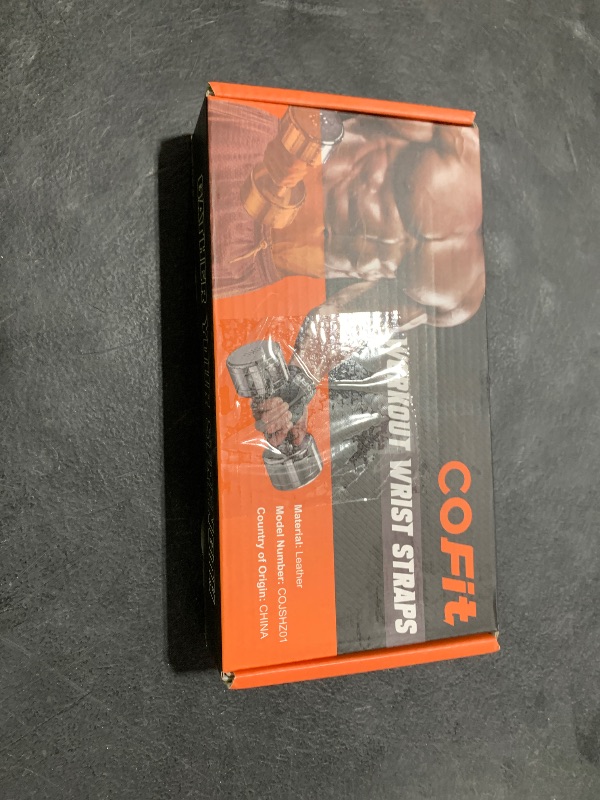 COFit
WORKOUT WRIST STRAPS
Material: Leather
Model Number: COJSHZ01
Country of Origin: CHINA